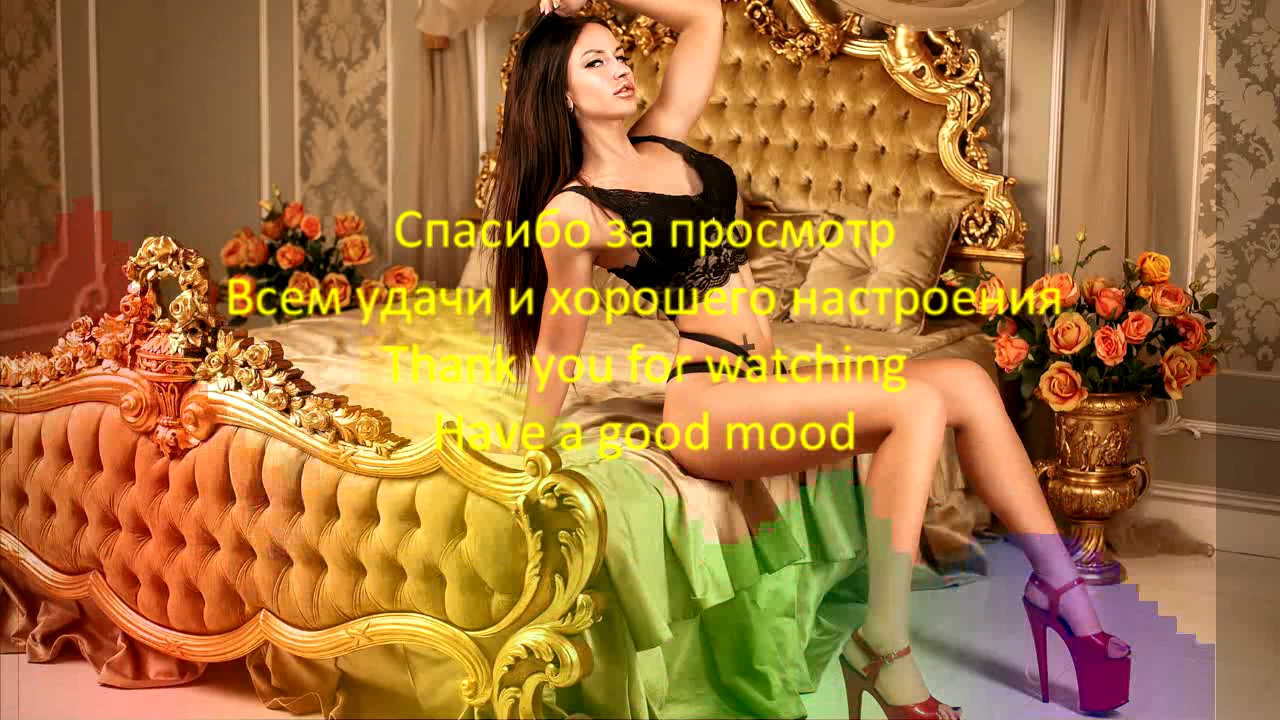 Спасибо за просмотр
Всем удачи и хорошего настроения
Thank you for watching
Have a good mood